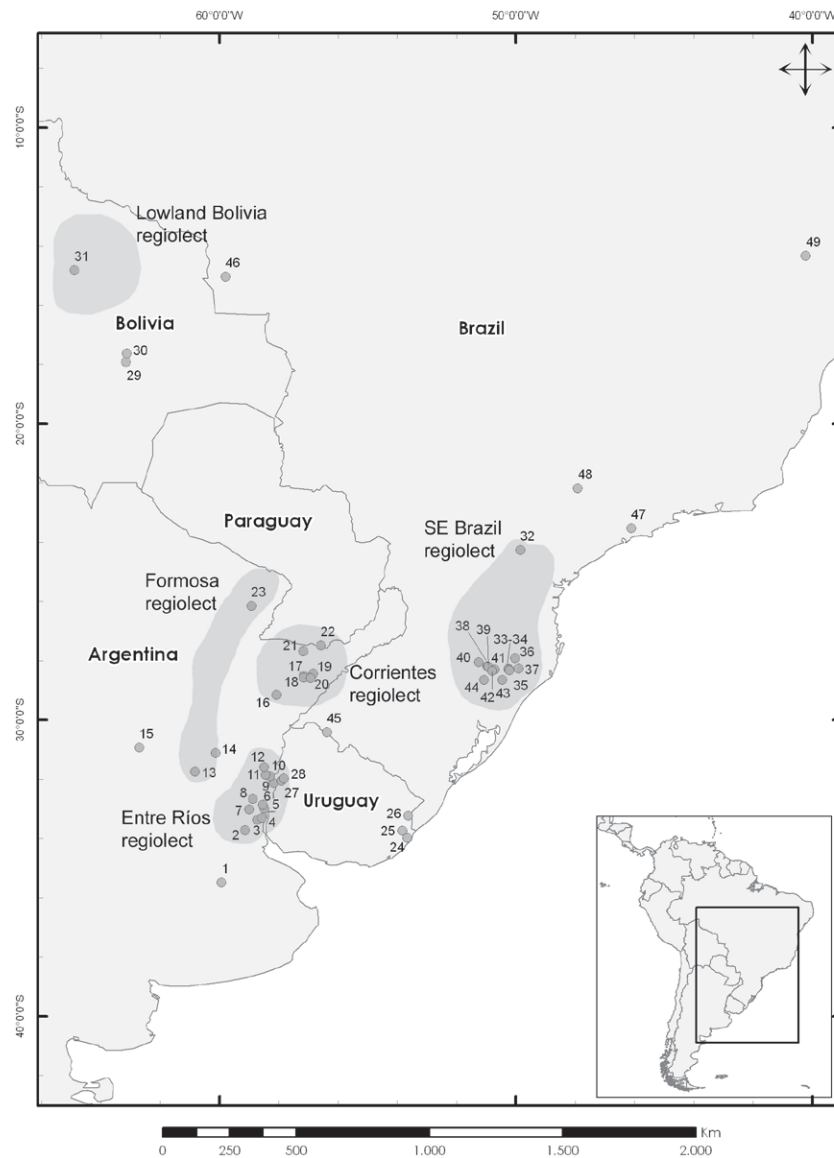 60°0'0"W 50°0'0"W 40°0'0"W
10°0'0"S
20°0'0"S
30°0'0"S
40°0'0"S
Lowland Bolivia
regiolect
31
46
49
Bolivia
Brazil
30
29
48
47
Paraguay
SE Brazil
regiolect
32
Formosa
regiolect
23
22
21
Argentina
17
19
18
20
16
Corrientes
regiolect
38
39
33-34
36
40
41
37
44
42
43
35
45
15
14
13
12
10
11
28
9
27
8
6
5
7
4
3
2
Entre Ríos
regiolect
Uruguay
26
25
24
1
0 250 500 1.000 1.500 2.000
Km